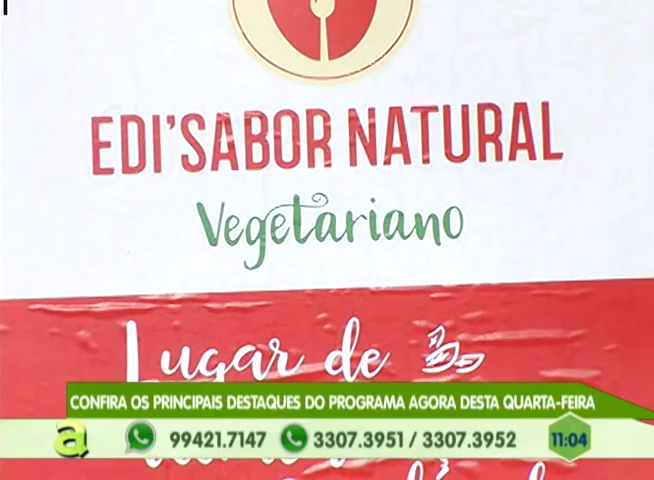 EDI'SABOR NATURAL
Vegetariano
Lugar de
CONFIRA OS PRINCIPAIS DESTAQUES DO PROGRAMA AGORA DESTA QUARTA-FEIRA
a 99421.7147 3307.3951 / 3307.3952 11:04